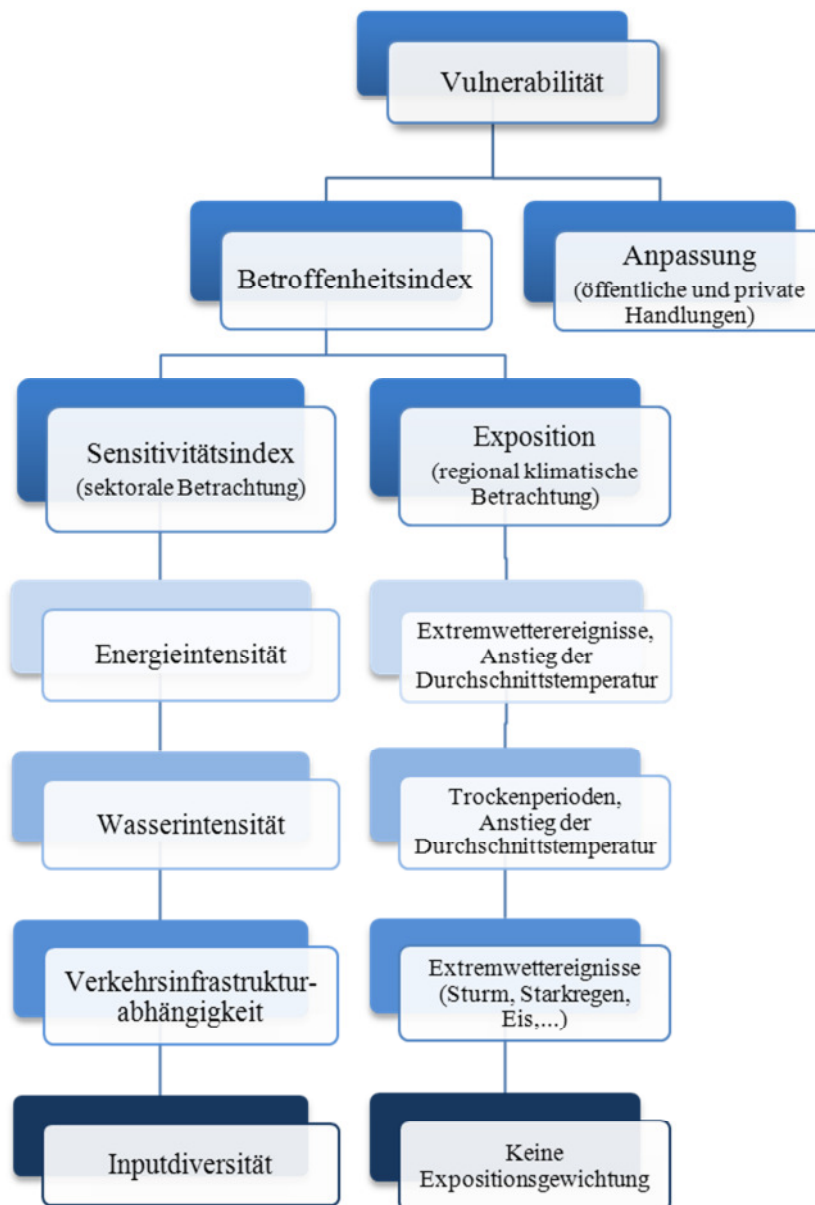 Vulnerabilität
Betroffenheitsindex
Anpassung
(öffentliche und private
Handlungen)
Sensitivitätsindex
(sektorale Betrachtung)
Exposition
(regional klimatische
Betrachtung)
Energieintensität
Extremwetterereignisse,
Anstieg der
Durchschnittstemperatur
Wasserintensität
Trockenperioden,
Anstieg der
Durchschnittstemperatur
Verkehrsinfrastruktur-
abhängigkeit
Extremwettereignisse
(Sturm, Starkregen,
Eis,...)
Inputdiversität
Keine
Expositionsgewichtung